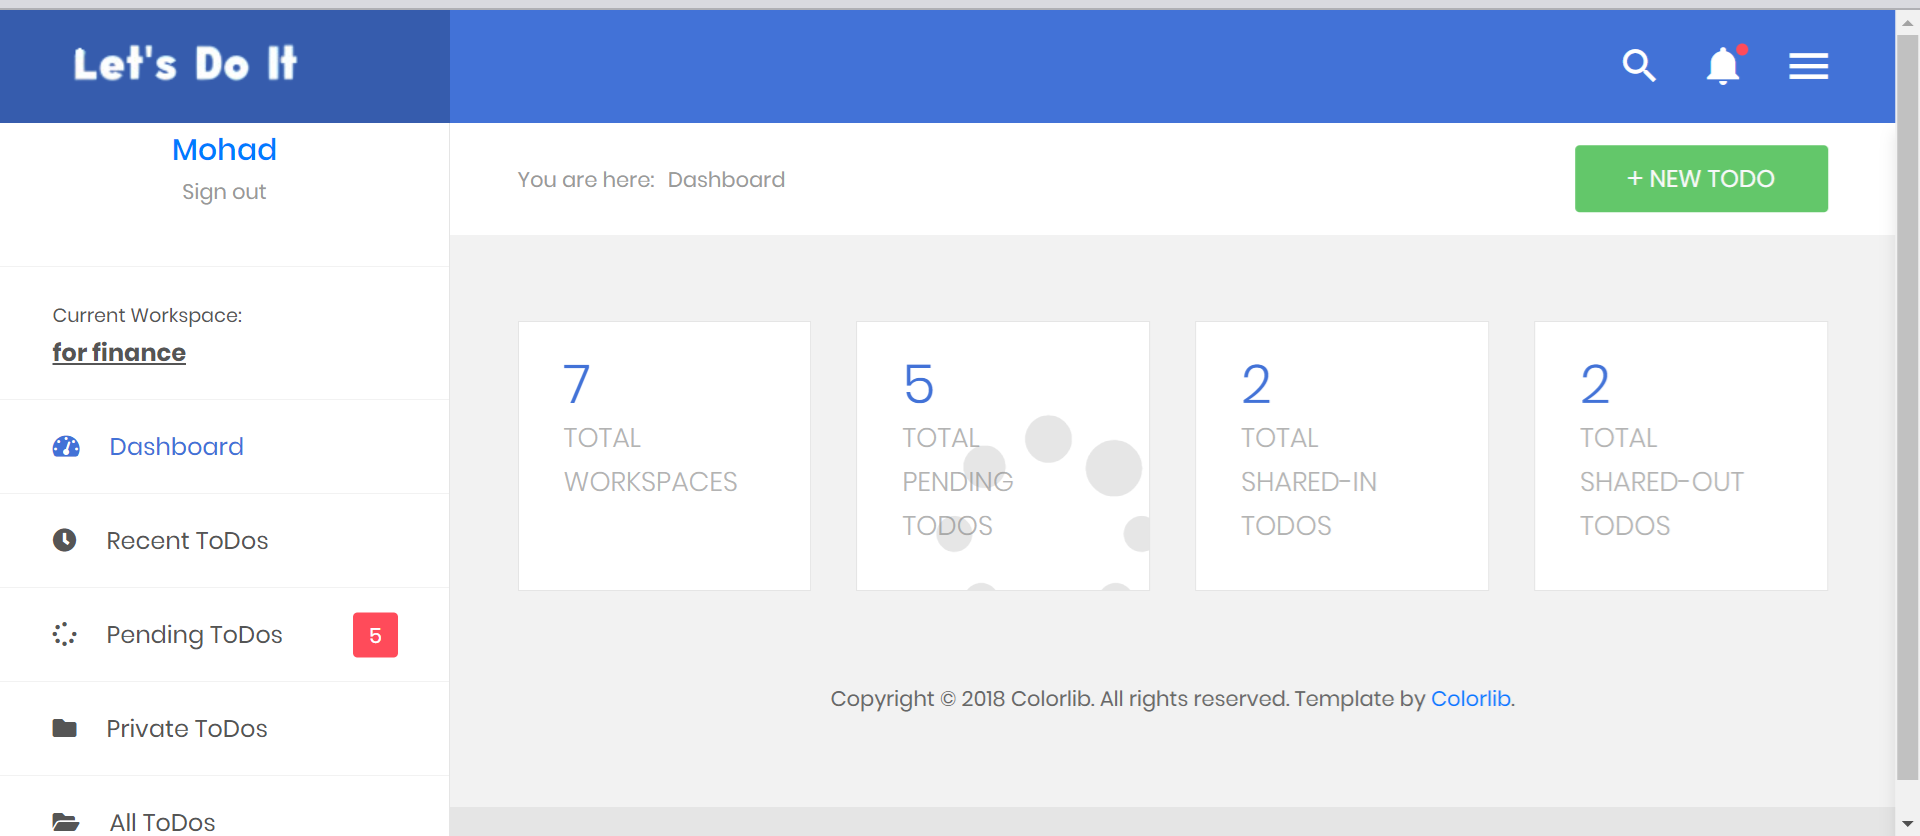 Let's Do It
Mohad
Sign out
Current Workspace:
for finance
Dashboard
Recent ToDos
Pending ToDos 5
Private ToDos
All ToDos
You are here: Dashboard
+ NEW TODO
7
TOTAL
WORKSPACES
5
TOTAL
PENDING
TODOS
2
TOTAL
SHARED-IN
TODOS
2
TOTAL
SHARED-OUT
TODOS
Copyright © 2018 Colorlib. All rights reserved. Template by Colorlib.